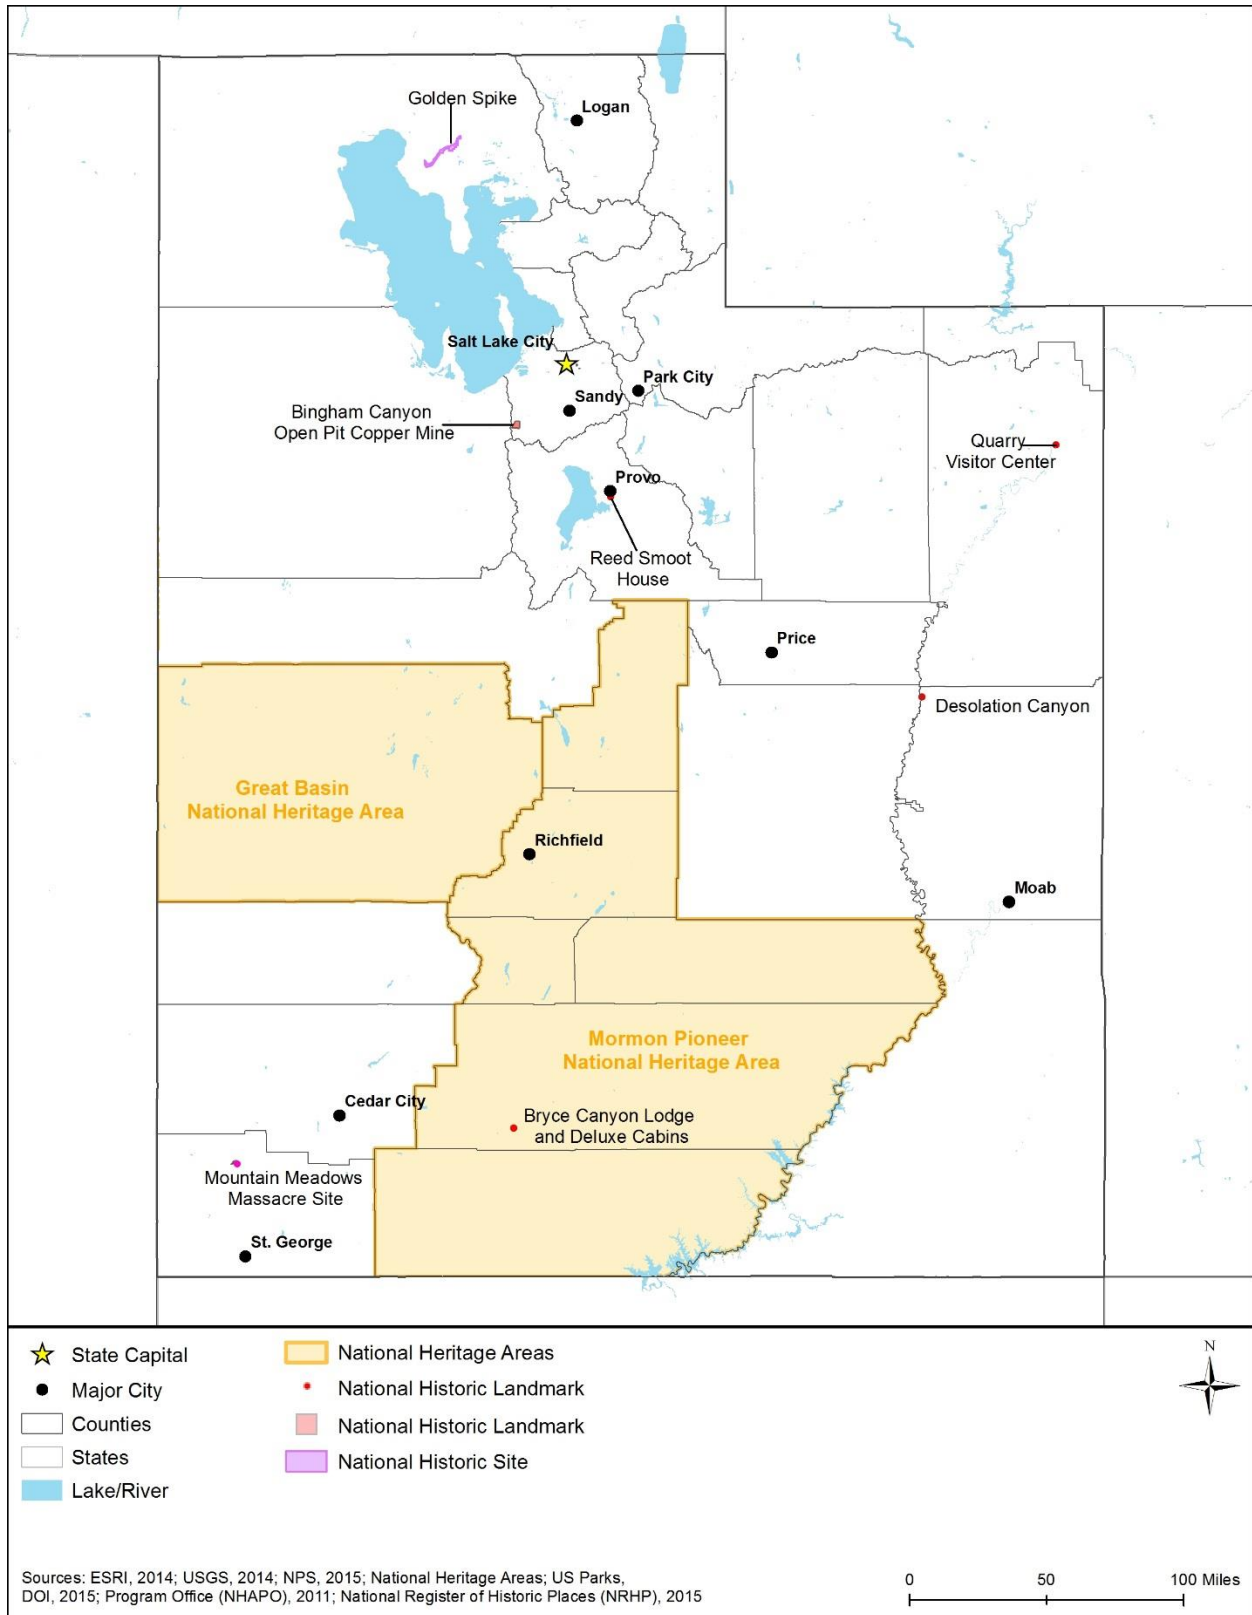 Golden Spike
Logan
Salt Lake City
Park City
Sandy
Bingham Canyon
Open Pit Copper Mine
Quarry
Visitor Center
Provo
Reed Smoot
House
Price
Desolation Canyon
Great Basin
National Heritage Area
Richfield
Moab
Mormon Pioneer
National Heritage Area
Cedar City
Bryce Canyon Lodge
and Deluxe Cabins
Mountain Meadows
Massacre Site
St. George
State Capital
Major City
Counties
States
Lake/River
National Heritage Areas
National Historic Landmark
National Historic Landmark
National Historic Site
N
Sources: ESRI, 2014; USGS, 2014; NPS, 2015; National Heritage Areas; US Parks,
DOI, 2015; Program Office (NHAPO), 2011; National Register of Historic Places (NRHP), 2015
0 50 100 Miles